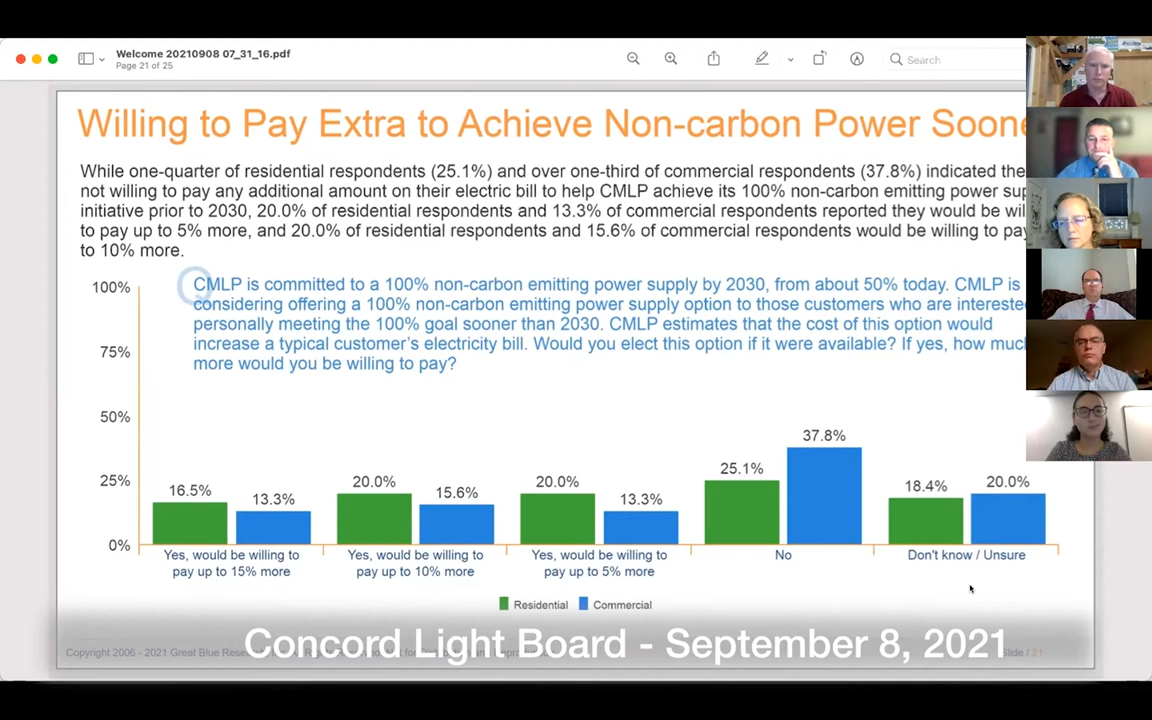 Welcome 20210908 07_31_16.pdf
Page 21 of 25
Search
Willing to Pay Extra to Achieve Non-carbon Power Soone
While one-quarter of residential respondents (25.1%) and over one-third of commercial respondents (37.8%) indicated the
not willing to pay any additional amount on their electric bill to help CMLP achieve its 100% non-carbon emitting power sup
initiative prior to 2030, 20.0% of residential respondents and 13.3% of commercial respondents reported they would be wil
to pay up to 5% more, and 20.0% of residential respondents and 15.6% of commercial respondents would be willing to pay
to 10% more.
CMLP is committed to a 100% non-carbon emitting power supply by 2030, from about 50% today. CMLP is
considering offering a 100% non-carbon emitting power supply option to those customers who are intereste
personally meeting the 100% goal sooner than 2030. CMLP estimates that the cost of this option would
increase a typical customer's electricity bill. Would you elect this option if it were available? If yes, how muc
more would you be willing to pay?
100%
75%
50%
25%
0%
16.5%
13.3%
20.0%
15.6%
20.0%
13.3%
25.1%
37.8%
18.4%
20.0%
Yes, would be willing to
pay up to 15% more
Yes, would be willing to
pay up to 10% more
Yes, would be willing to
pay up to 5% more
No
Don't know / Unsure
Residential
Commercial
Concord Light Board - September 8, 2021
Copyright 2006 - 2021 Great Blue
Slide / 21